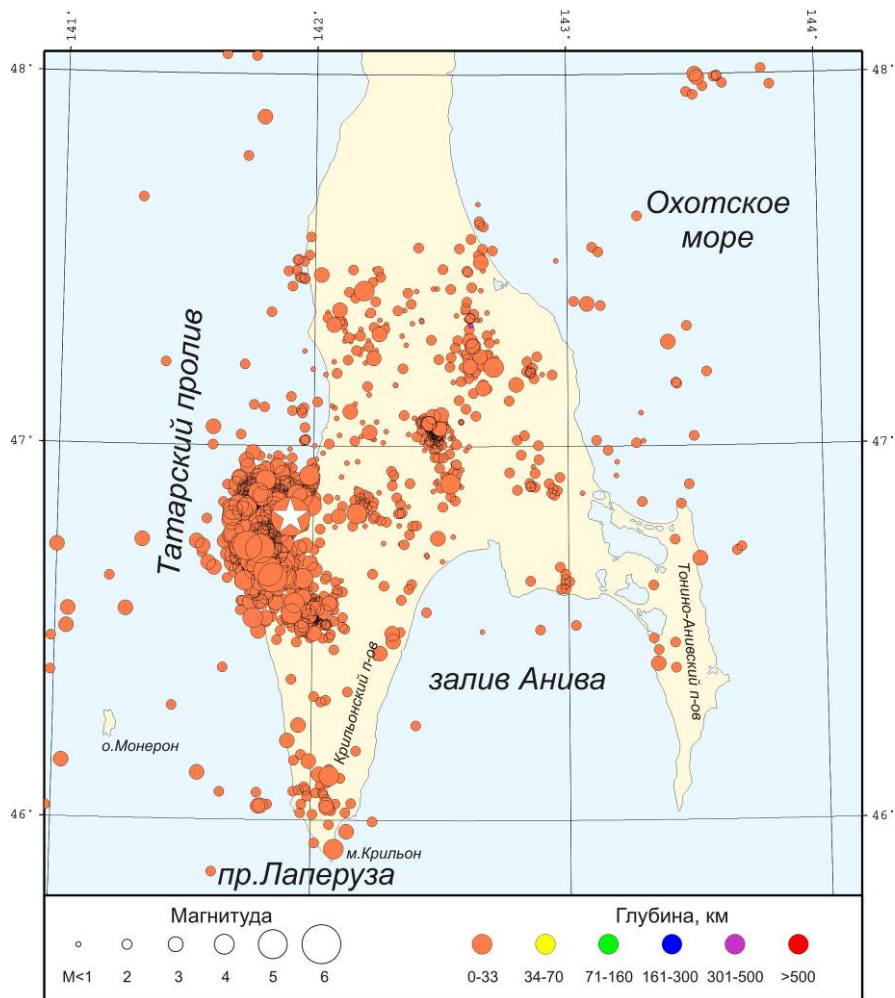 141°
142°
143°
144°
48°
48°
Охотское
море
Татарский пролив
47°
47°
Тонино-Анивский п-ов
залив Анива
Крильонский п-ов
о.Монерон
46°
46°
м.Крильон
пр.Лаперуза
Магнитуда
Глубина, км
M<1
2
3
4
5
6
0-33
34-70
71-160
161-300
301-500
>500